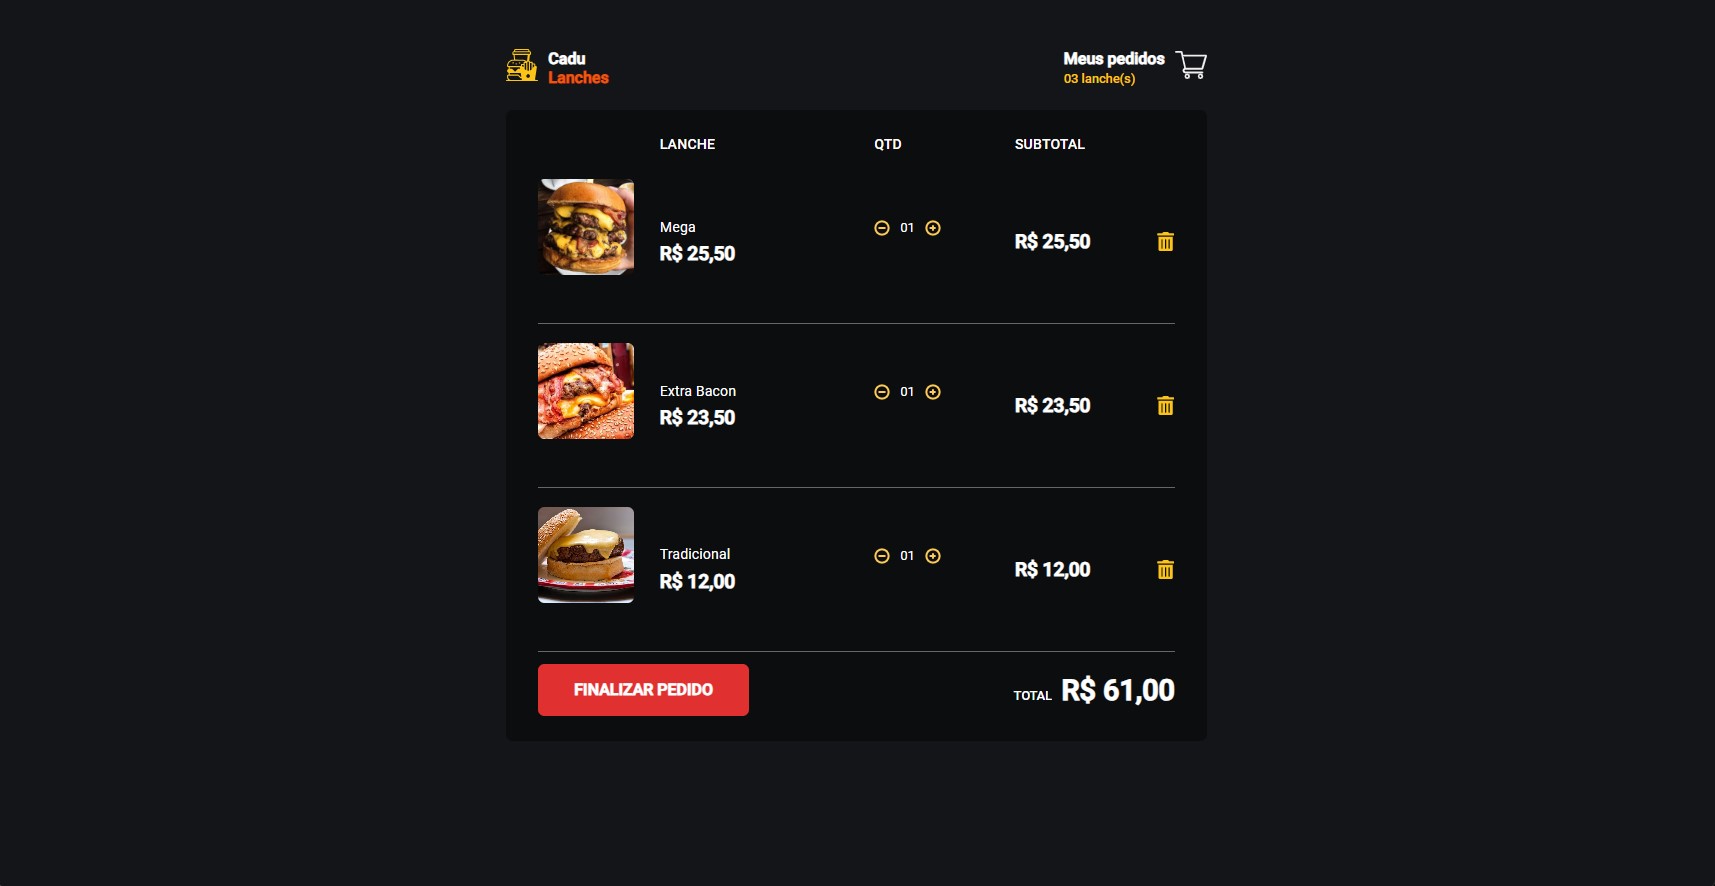 Cadu
Lanches
Meus pedidos
03 lanche(s)
LANCHE QTD SUBTOTAL
Mega
R$ 25,50
01
R$ 25,50
Extra Bacon
R$ 23,50
01
R$ 23,50
Tradicional
R$ 12,00
01
R$ 12,00
FINALIZAR PEDIDO
TOTAL R$ 61,00